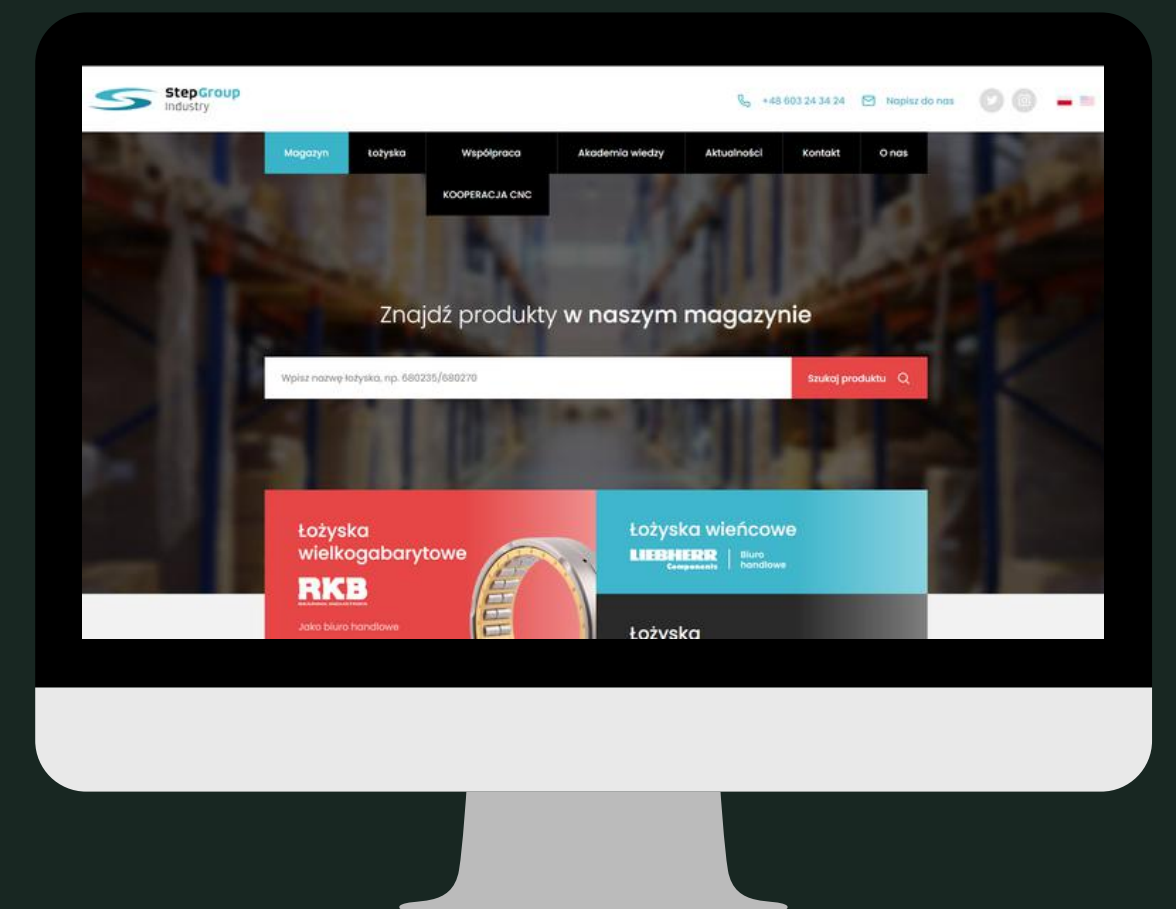 StepGroup
Industry
+48 603 24 34 24
Napisz do nas
Magazyn
Łożyska
Współpraca
Akademia wiedzy
Aktualności
Kontakt
O nas
KOOPERACJA CNC
Znajdź produkty w naszym magazynie
Wpisz nazwę łożyska, np. 680235/680270
Szukaj produktu
Łożyska
wielkogabarytowe
RKB
Jako biuro handlowe
Łożyska wieńcowe
LIEBHERR
Components
Biuro
handlowe
Łożyska